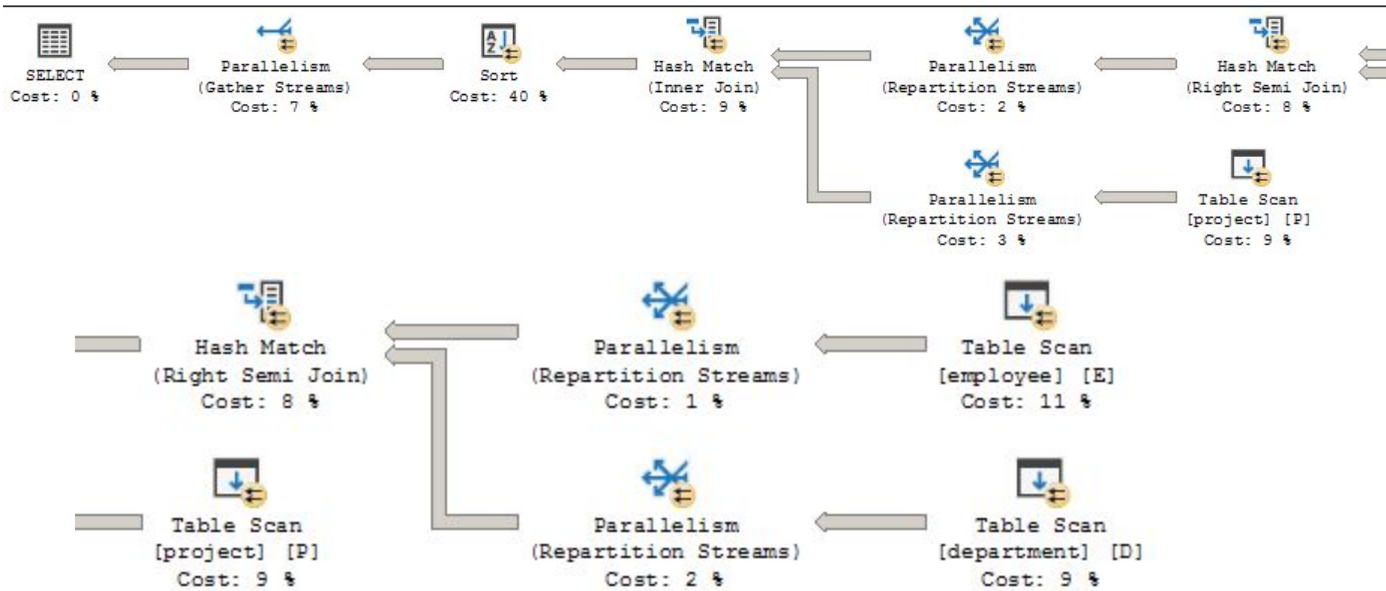 SELECT
Cost: 0 %
Parallelism
(Gather Streams)
Cost: 7 %
Sort
Cost: 40 %
Hash Match
(Inner Join)
Cost: 9 %
Parallelism
(Repartition Streams)
Cost: 2 %
Hash Match
(Right Semi Join)
Cost: 8 %
Parallelism
(Repartition Streams)
Cost: 3 %
Table Scan
[project] [P]
Cost: 9 %
Hash Match
(Right Semi Join)
Cost: 8 %
Parallelism
(Repartition Streams)
Cost: 1 %
Table Scan
[employee] [E]
Cost: 11 %
Table Scan
[project] [P]
Cost: 9 %
Parallelism
(Repartition Streams)
Cost: 2 %
Table Scan
[department] [D]
Cost: 9 %